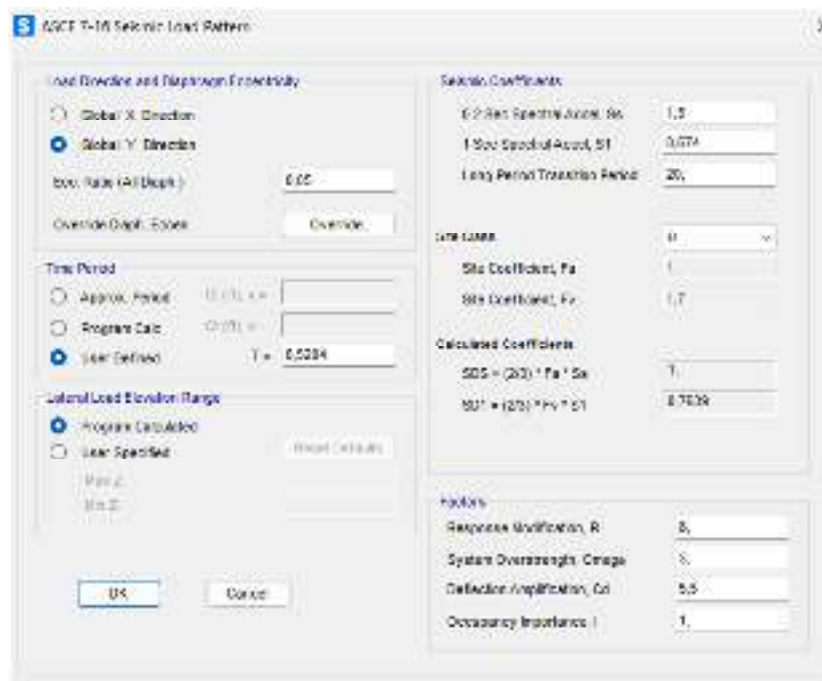 S ASCE 7-16 Seismic Load Pattern
Load Direction and Diaphragm Eccentricity
Global X Direction
Global Y Direction
Ecc. Ratio (All Diaph.) 0,05
Override Diaph. Eccen. Override..
Time Period
Approx. Period
Program Calc
User Defined T =
Lateral Load Elevation Range
Program Calculated
User Specified Reset Defaults
Max Z
Min Z
OK Cancel
Seismic Coefficients
0.2 Sec Spectral Accel, Ss 1,5
1 Sec Spectral Accel, S1 0,674
Long-Period Transition Period 20,
Site Class D
Site Coefficient, Fa 1,
Site Coefficient, Fv 1,7
Calculated Coefficients
SDS = (2/3) * Fa * Ss 1,
SD1 = (2/3) * Fv * S1 0,7639
Factors
Response Modification, R 8,
System Overstrength, Omega 3,
Deflection Amplification, Cd 5,5
Occupancy Importance, I 1,